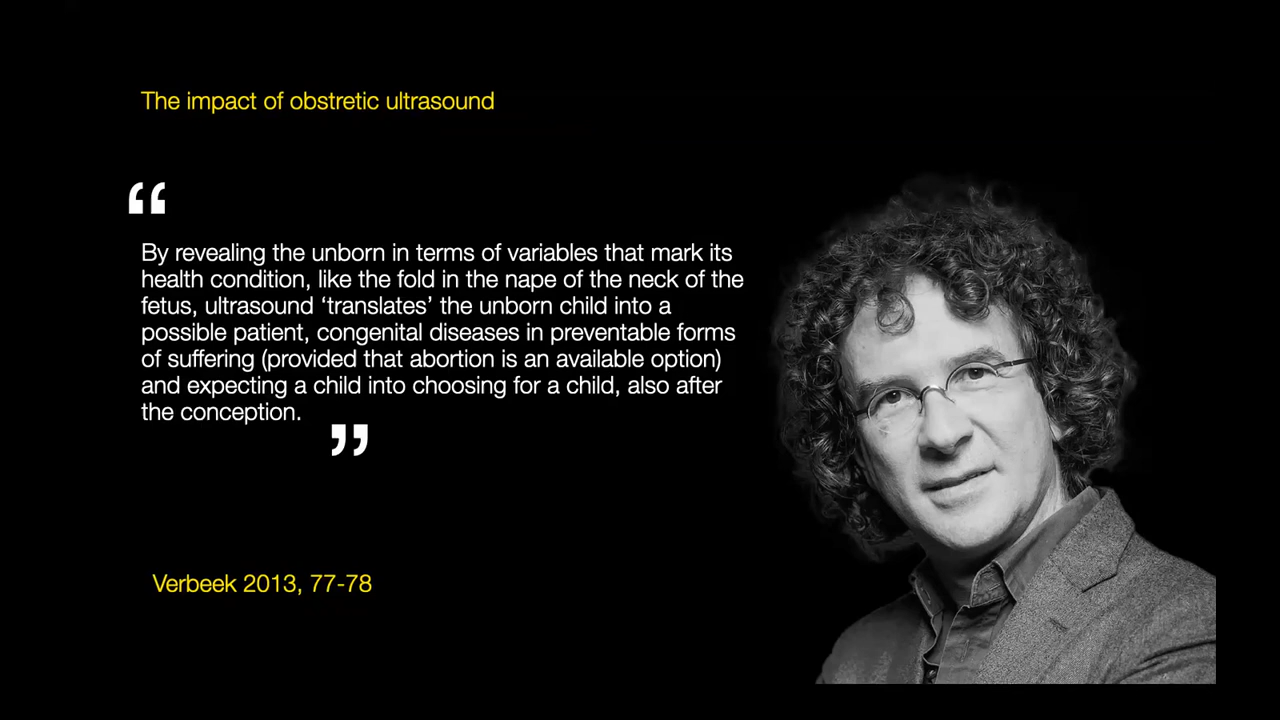 The impact of obstretic ultrasound
“
By revealing the unborn in terms of variables that mark its
health condition, like the fold in the nape of the neck of the
fetus, ultrasound ‘translates’ the unborn child into a
possible patient, congenital diseases in preventable forms
of suffering (provided that abortion is an available option)
and expecting a child into choosing for a child, also after
the conception.
”
Verbeek 2013, 77-78